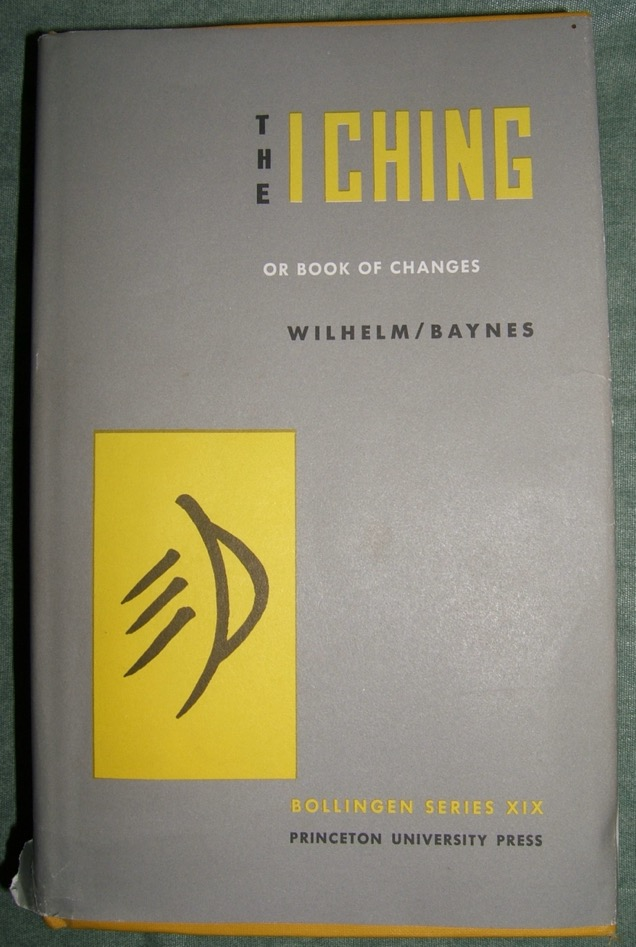 THE I CHING
OR BOOK OF CHANGES
WILHELM/BAYNES
BOLLINGEN SERIES XIX
PRINCETON UNIVERSITY PRESS